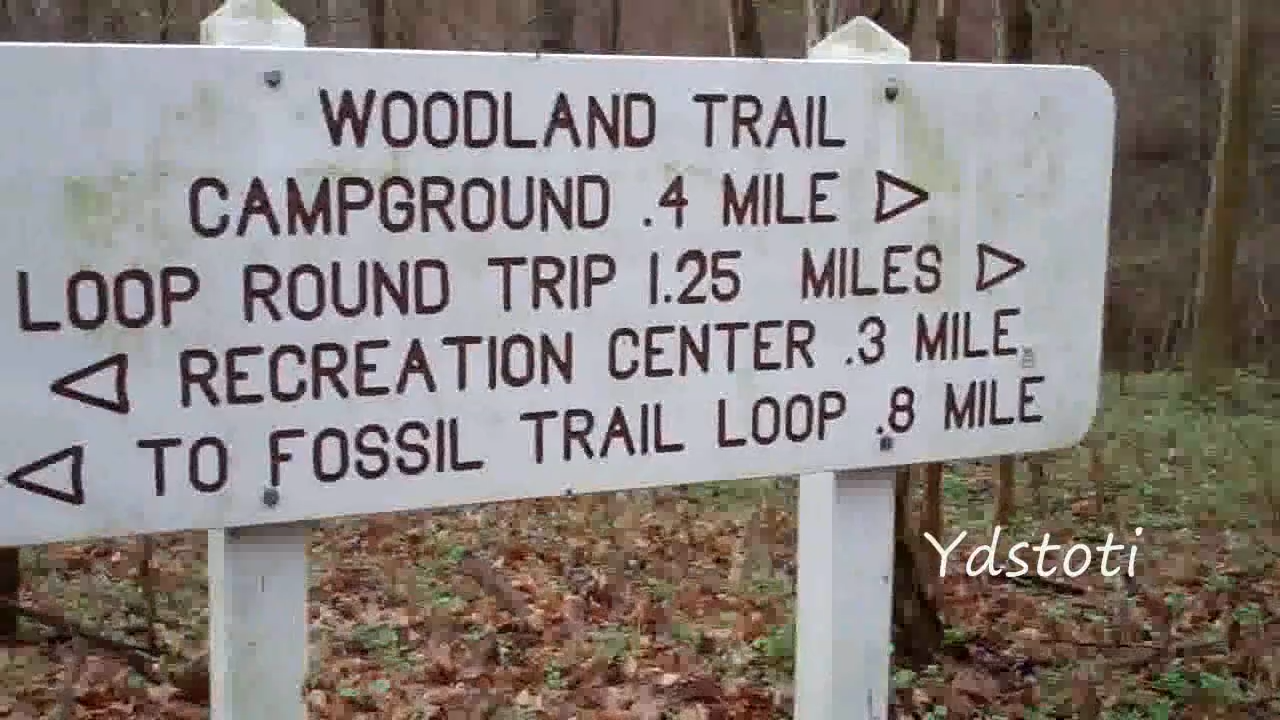 WOODLAND TRAIL
CAMPGROUND .4 MILE ▷
LOOP ROUND TRIP 1.25 MILES ▷
◁ RECREATION CENTER .3 MILE
◁ TO FOSSIL TRAIL LOOP .8 MILE
Ydstoti